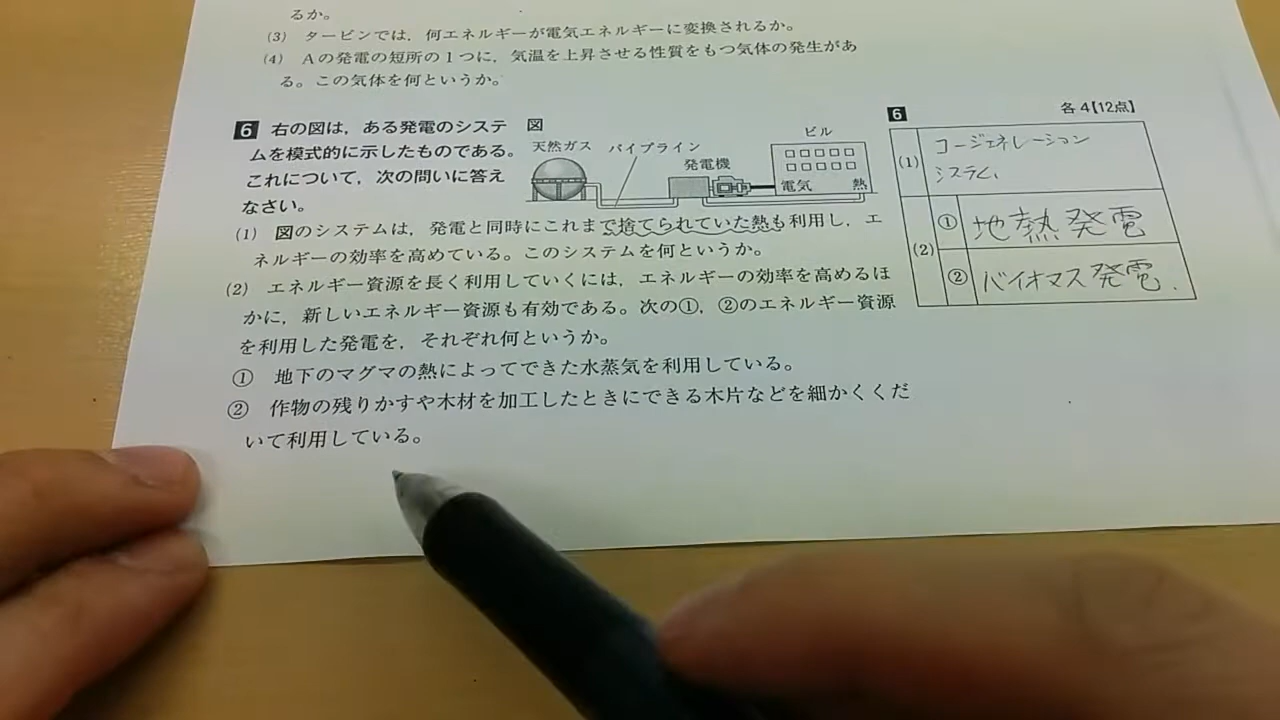 るか。
(3) タービンでは，何エネルギーが電気エネルギーに変換されるか。
(4) Aの発電の短所の1つに，気温を上昇させる性質をもつ気体の発生があ
る。この気体を何というか。
6 右の図は，ある発電のシステ
ムを模式的に示したものである。
これについて，次の問いに答え
なさい。
図
天然ガス パイプライン
発電機
ビル
電気 熱
(1) 図のシステムは，発電と同時にこれまで捨てられていた熱も利用し，エ
ネルギーの効率を高めている。このシステムを何というか。
(2) エネルギー資源を長く利用していくには，エネルギーの効率を高めるほ
かに，新しいエネルギー資源も有効である。次の①，②のエネルギー資源
を利用した発電を，それぞれ何というか。
① 地下のマグマの熱によってできた水蒸気を利用している。
② 作物の残りかすや木材を加工したときにできる木片などを細かくくだ
いて利用している。
6 各4【12点】
(1) コージェネレーション
システム
(2) ① 地熱発電
② バイオマス発電.